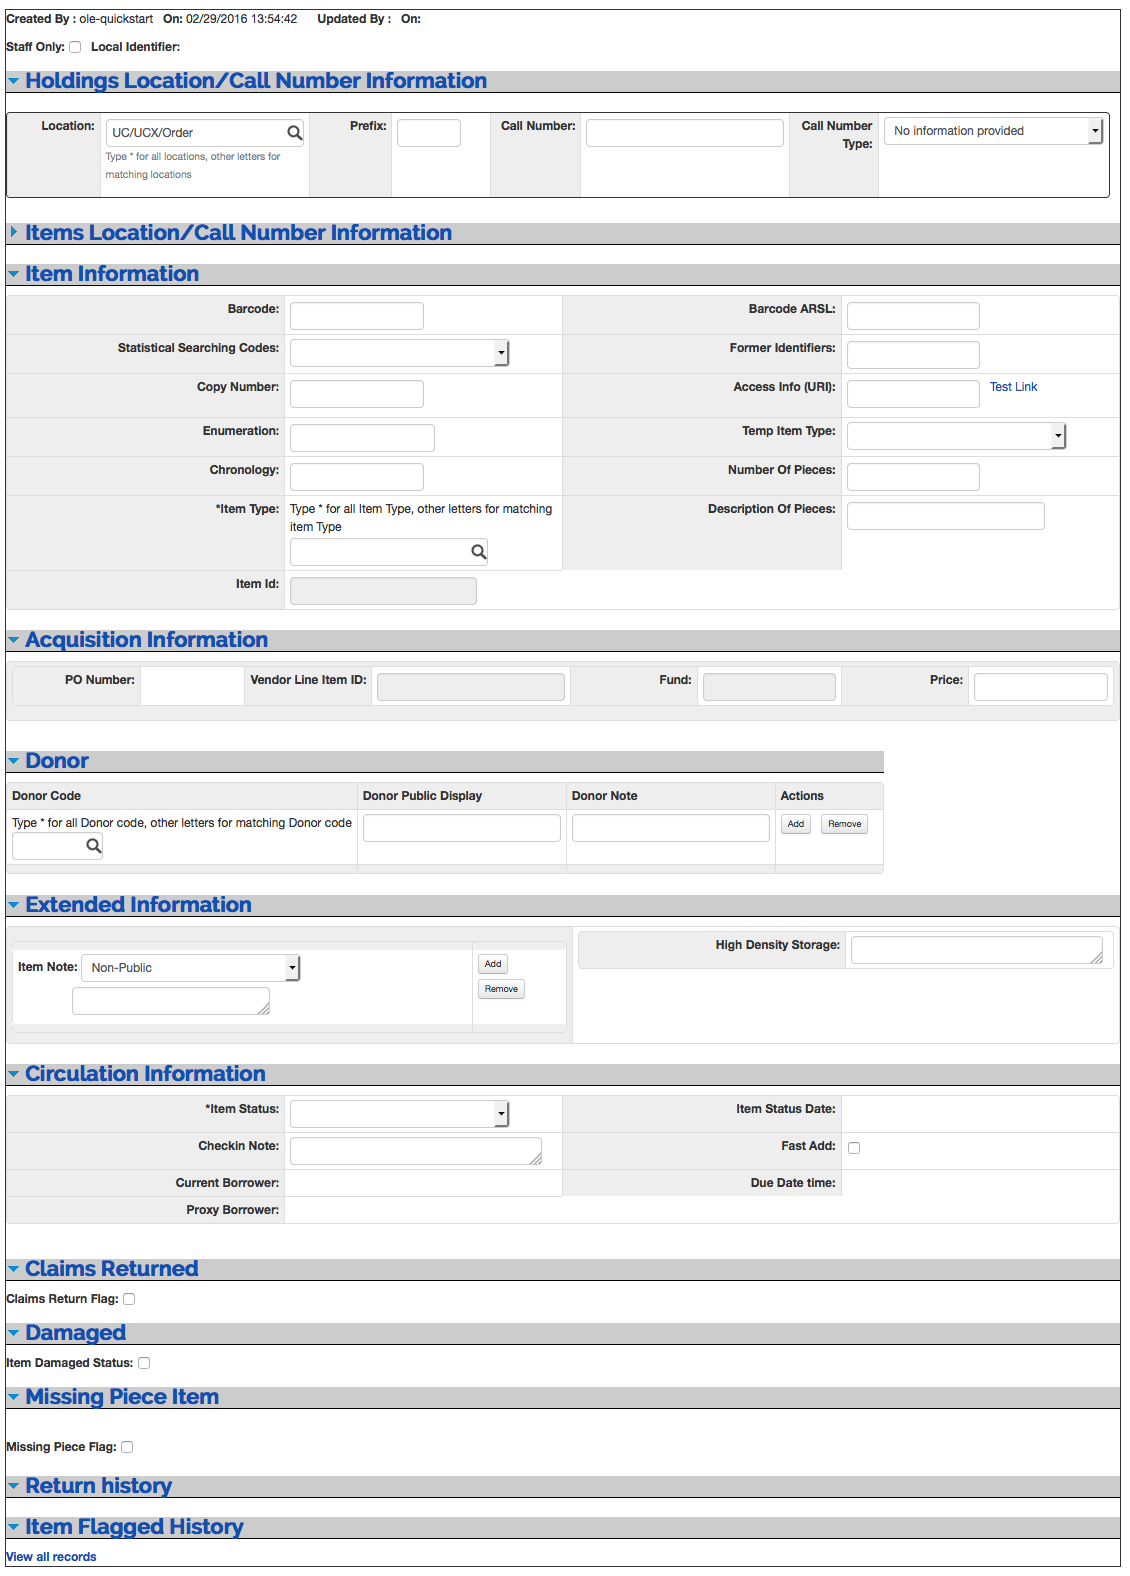 Created By : ole-quickstart On: 02/29/2016 13:54:42 Updated By : On:
Staff Only: Local Identifier:
Holdings Location/Call Number Information
Location: UC/UCX/Order Prefix: Call Number: Call Number Type: No information provided
Type * for all locations, other letters for
matching locations
Items Location/Call Number Information
Item Information
Barcode: Barcode ARSL:
Statistical Searching Codes: Former Identifiers:
Copy Number: Access Info (URI): Test Link
Enumeration: Temp Item Type:
Chronology: Number Of Pieces:
*Item Type: Type * for all Item Type, other letters for matching Description Of Pieces:
item Type
Item Id:
Acquisition Information
PO Number: Vendor Line Item ID: Fund: Price:
Donor
Donor Code Donor Public Display Donor Note Actions
Type * for all Donor code, other letters for matching Donor code Add Remove
Extended Information
High Density Storage:
Item Note: Non-Public Add
Remove
Circulation Information
*Item Status: Item Status Date:
Checkin Note: Fast Add:
Current Borrower: Due Date time:
Proxy Borrower:
Claims Returned
Claims Return Flag:
Damaged
Item Damaged Status:
Missing Piece Item
Missing Piece Flag:
Return history
Item Flagged History
View all records